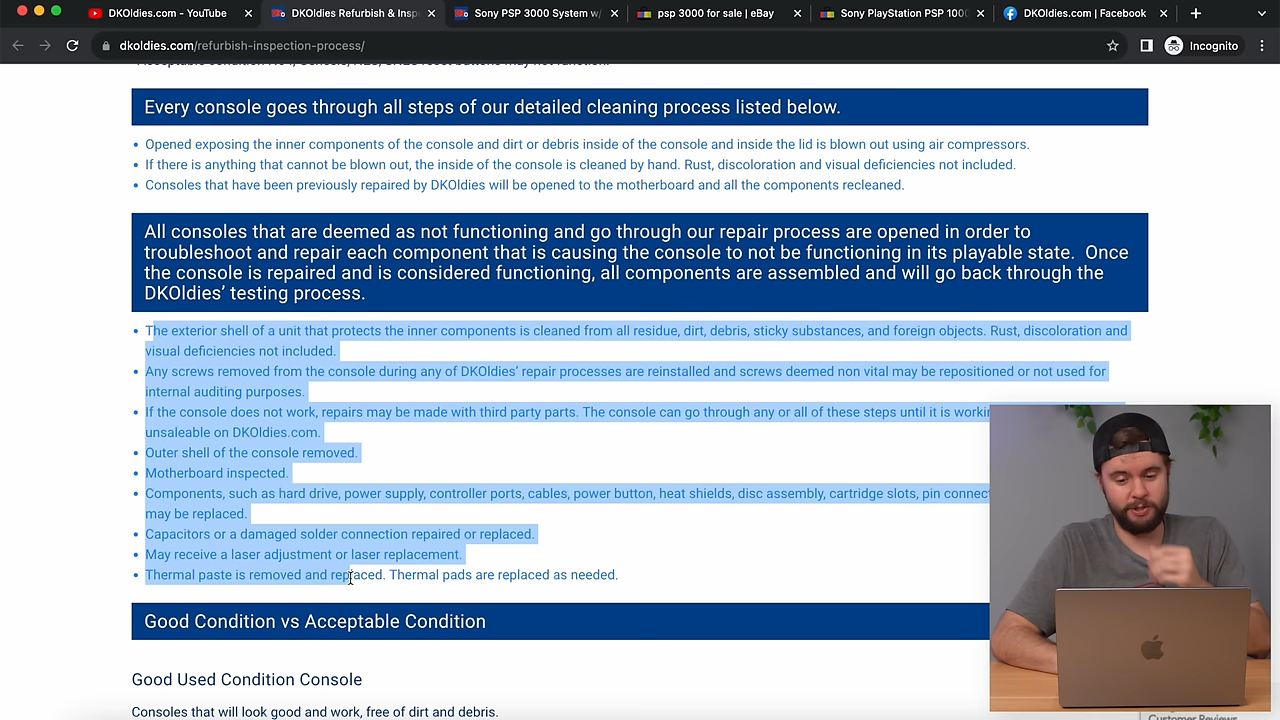 DKOldies.com - YouTube
DKOldies Refurbish & Insp
Sony PSP 3000 System w/
psp 3000 for sale | eBay
Sony PlayStation PSP 100
DKOldies.com | Facebook
dkoldies.com/refurbish-inspection-process/
Incognito
Every console goes through all steps of our detailed cleaning process listed below.
• Opened exposing the inner components of the console and dirt or debris inside of the console and inside the lid is blown out using air compressors.
• If there is anything that cannot be blown out, the inside of the console is cleaned by hand. Rust, discoloration and visual deficiencies not included.
• Consoles that have been previously repaired by DKOldies will be opened to the motherboard and all the components recleaned.
All consoles that are deemed as not functioning and go through our repair process are opened in order to
troubleshoot and repair each component that is causing the console to not be functioning in its playable state. Once
the console is repaired and is considered functioning, all components are assembled and will go back through the
DKOldies' testing process.
• The exterior shell of a unit that protects the inner components is cleaned from all residue, dirt, debris, sticky substances, and foreign objects. Rust, discoloration and
visual deficiencies not included.
• Any screws removed from the console during any of DKOldies' repair processes are reinstalled and screws deemed non vital may be repositioned or not used for
internal auditing purposes.
• If the console does not work, repairs may be made with third party parts. The console can go through any or all of these steps until it is workin
unsaleable on DKOldies.com.
• Outer shell of the console removed.
• Motherboard inspected.
• Components, such as hard drive, power supply, controller ports, cables, power button, heat shields, disc assembly, cartridge slots, pin connect
may be replaced.
• Capacitors or a damaged solder connection repaired or replaced.
• May receive a laser adjustment or laser replacement.
• Thermal paste is removed and replaced. Thermal pads are replaced as needed.
Good Condition vs Acceptable Condition
Good Used Condition Console
Consoles that will look good and work, free of dirt and debris.
Customer Reviews